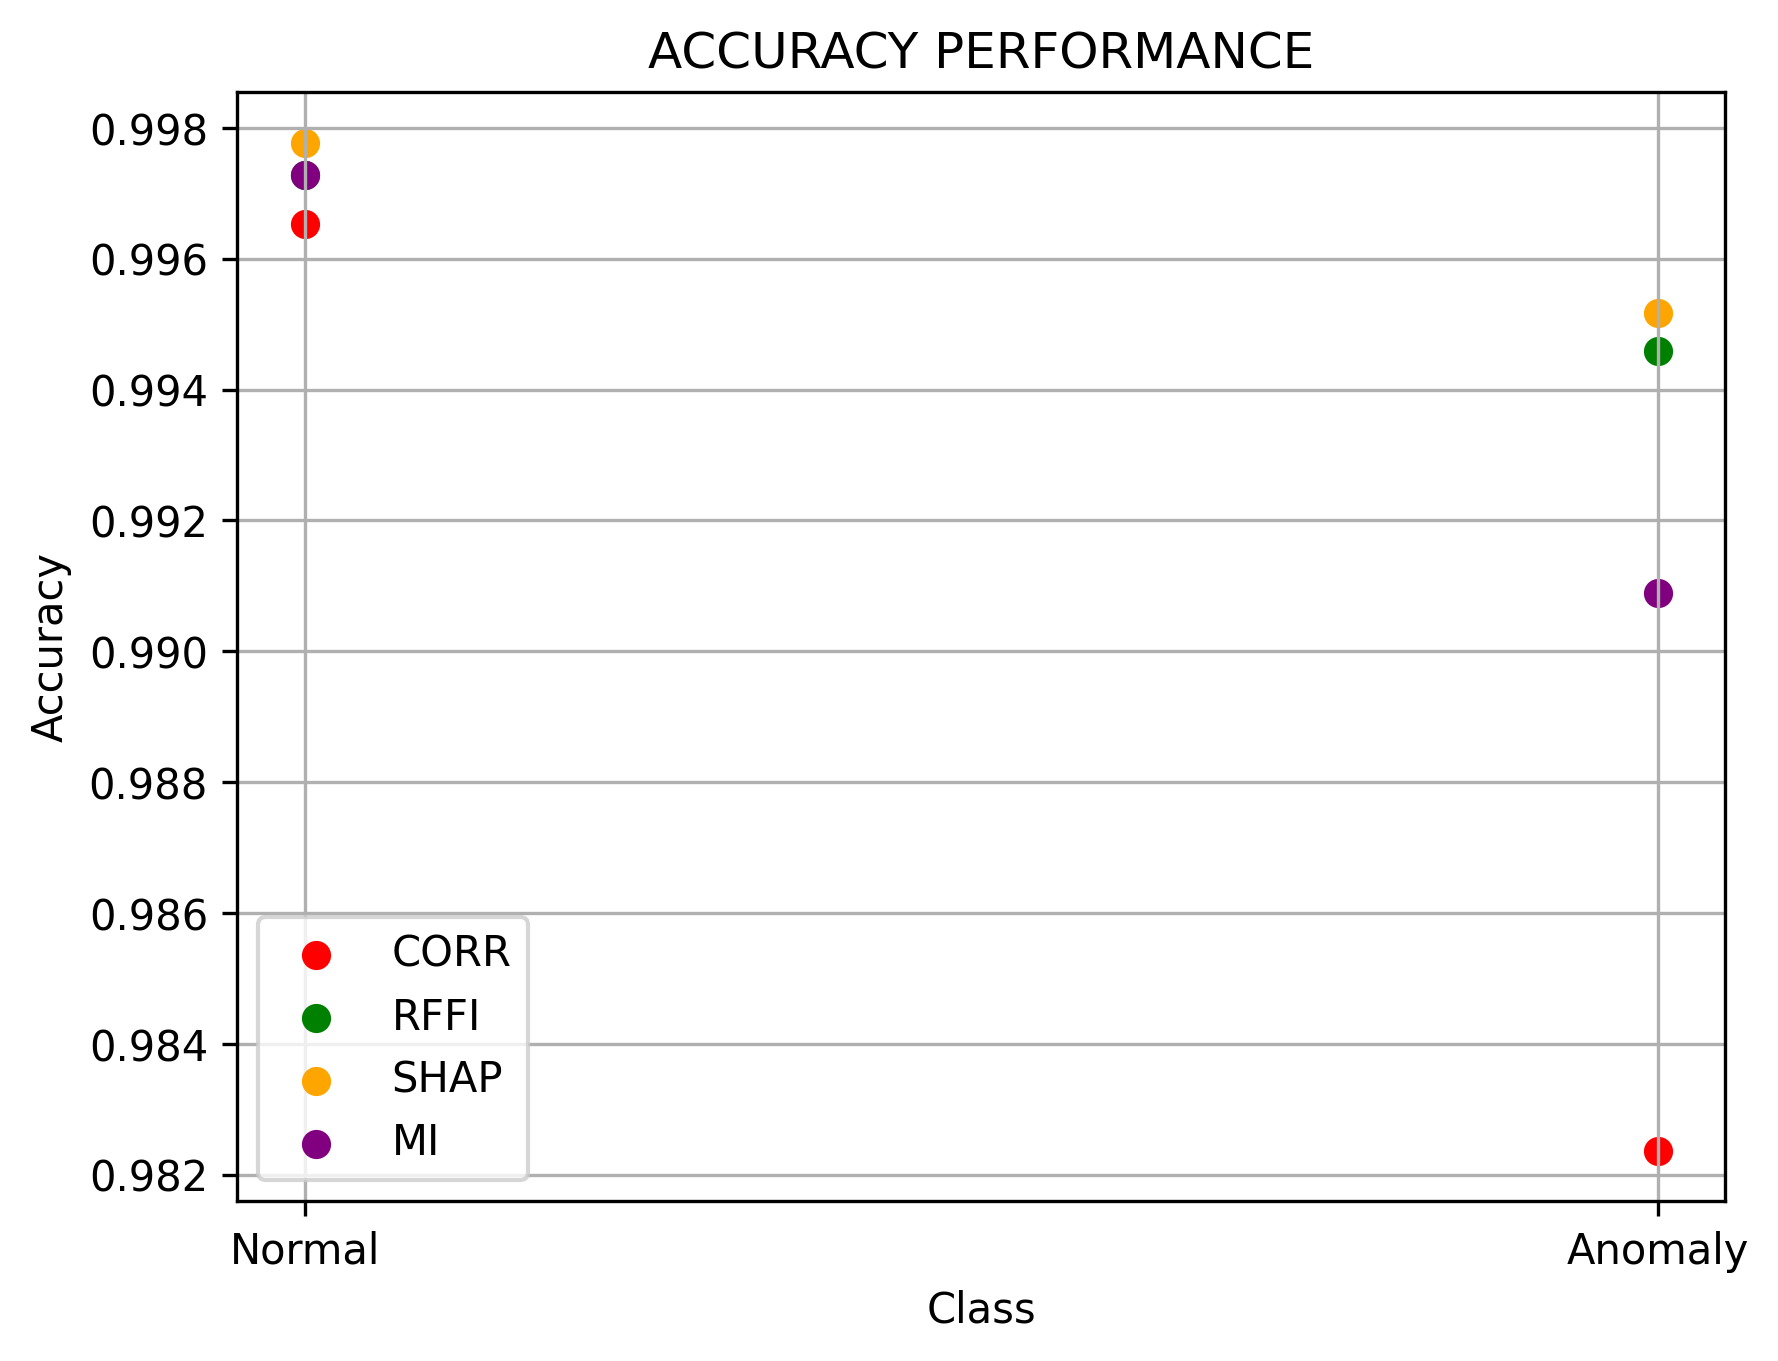 ACCURACY PERFORMANCE
0.998
0.996
0.994
0.992
0.990
0.988
0.986
0.984
0.982
Accuracy
CORR
RFFI
SHAP
MI
Normal
Anomaly
Class